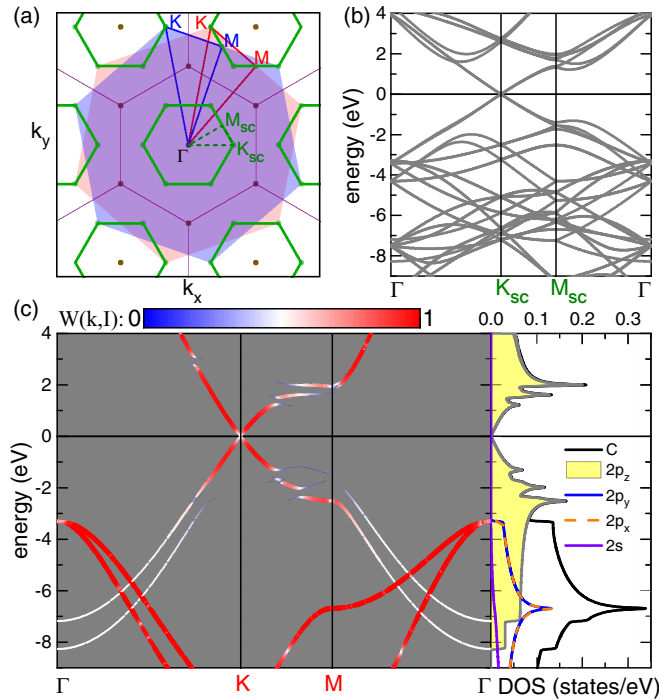 (a)
K
K
M
M
M_sc
K_sc
Γ
k_y
k_x
(b)
energy (eV)
4
2
0
-2
-4
-6
-8
Γ
K_sc
M_sc
Γ
(c)
W(k,I): 0
1
energy (eV)
4
2
0
-2
-4
-6
-8
Γ
K
M
Γ
0.0 0.1 0.2 0.3
C
2p_z
2p_y
2p_x
2s
DOS (states/eV)